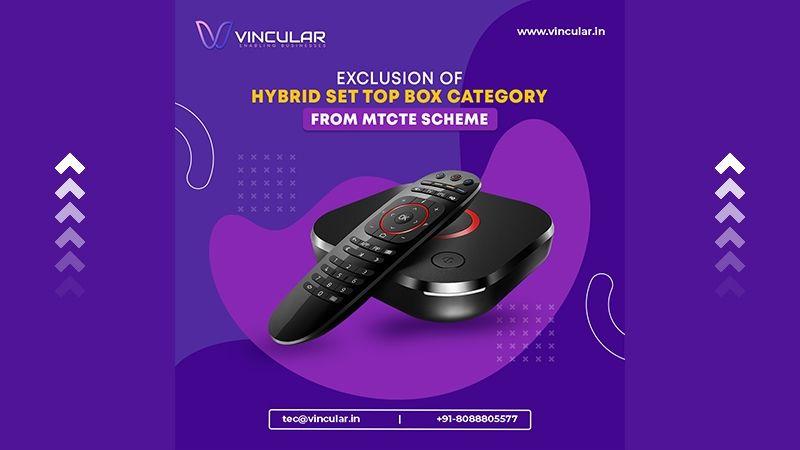 VINCULAR
ENABLING BUSINESSES
www.vincular.in
EXCLUSION OF
HYBRID SET TOP BOX CATEGORY
FROM MTCTE SCHEME
OK
tec@vincular.in | +91-8088805577